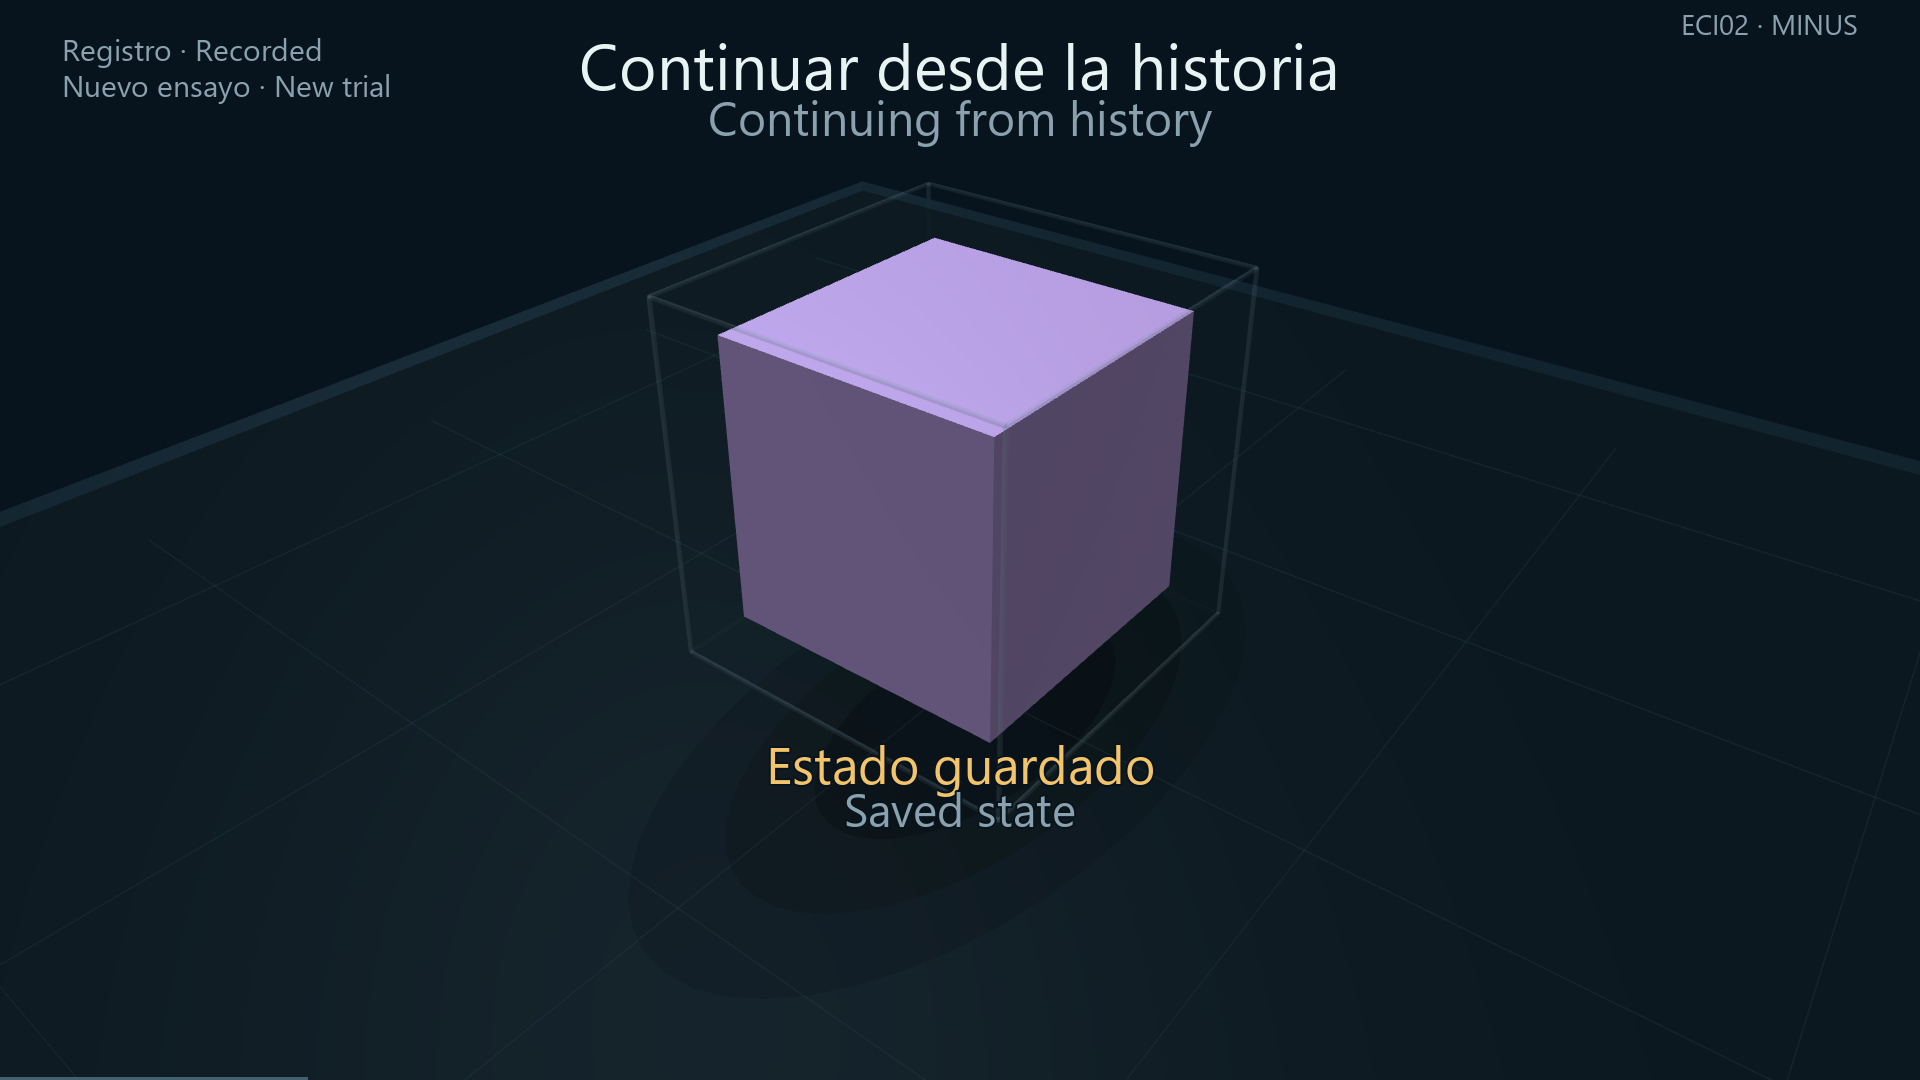 Registro · Recorded
Nuevo ensayo · New trial
Continuar desde la historia
Continuing from history
ECI02 · MINUS
Estado guardado
Saved state